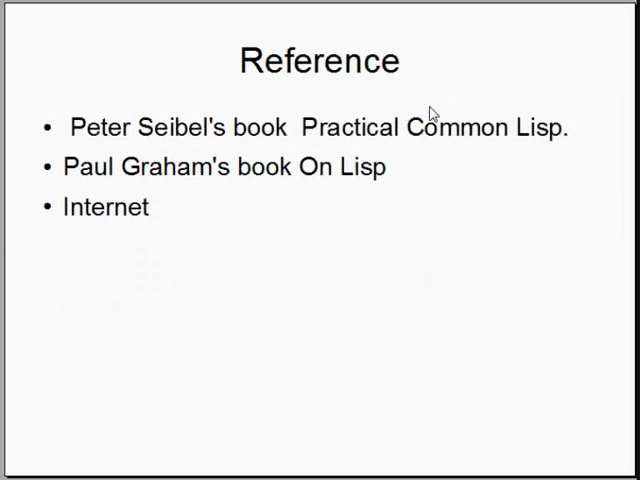 Reference
• Peter Seibel's book  Practical Common Lisp.
• Paul Graham's book On Lisp
• Internet